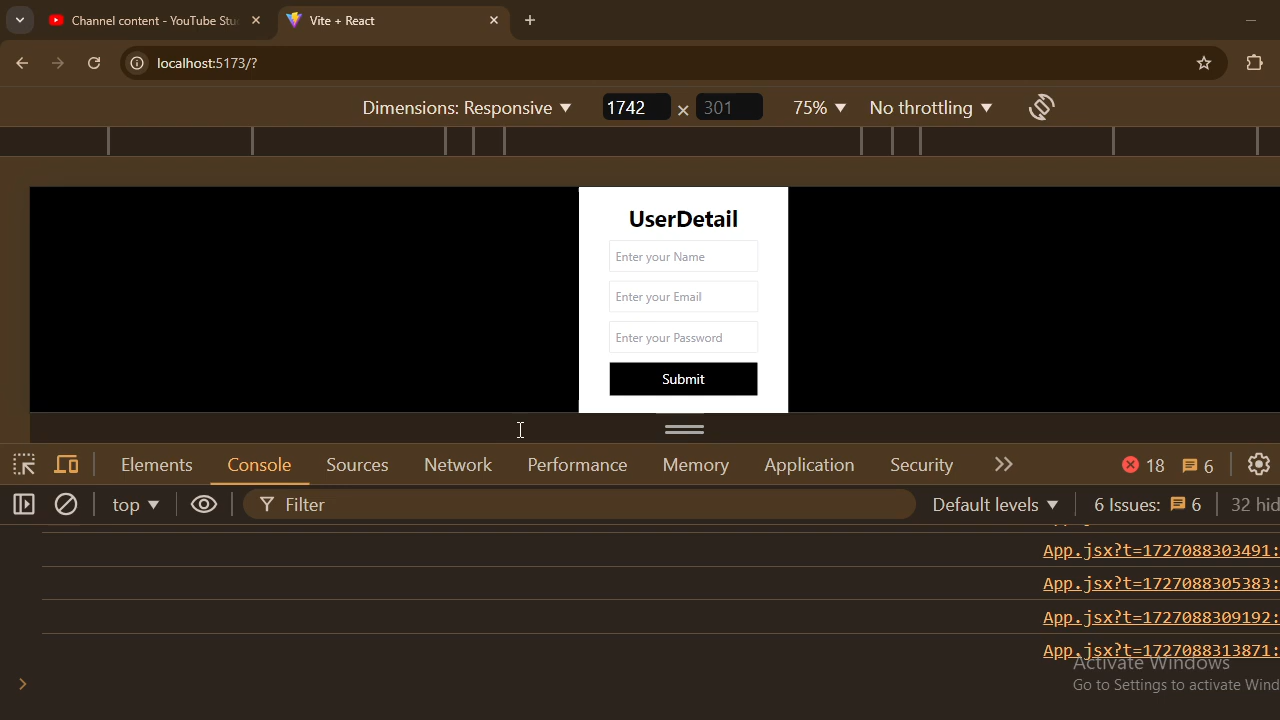 Channel content - YouTube Stu
Vite + React
localhost:5173/?
Dimensions: Responsive
1742 × 301
75%
No throttling
UserDetail
Enter your Name
Enter your Email
Enter your Password
Submit
Elements
Console
Sources
Network
Performance
Memory
Application
Security
18
6
top
Filter
Default levels
6 Issues:
6
32 hid
App.jsx?t=1727088303491:
App.jsx?t=1727088305383:
App.jsx?t=1727088309192:
App.jsx?t=1727088313871:
Activate Windows
Go to Settings to activate Wind